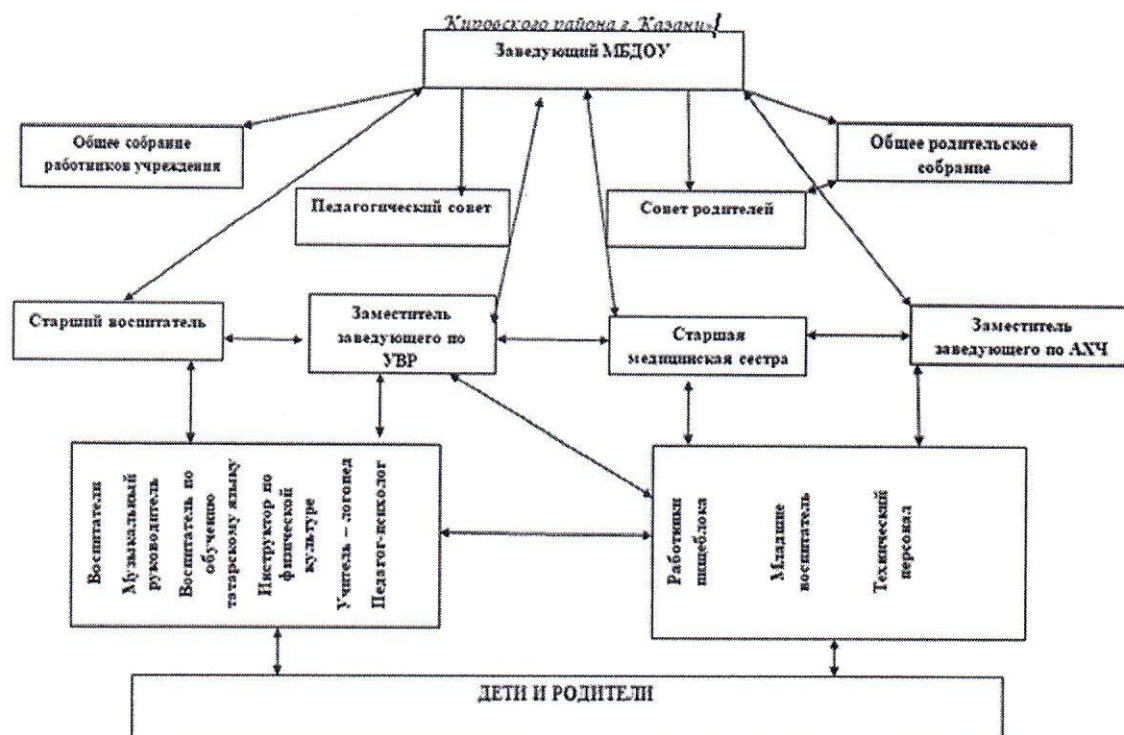 Кировского района г. Казани»
Заведующий МБДОУ
Общее собрание
работников учреждения
Общее родительское
собрание
Педагогический совет
Совет родителей
Старший воспитатель
Заместитель
заведующего по
УВР
Старшая
медицинская сестра
Заместитель
заведующего по АХЧ
Воспитатели
Музыкальный
руководитель
Воспитатель по
обучению
татарскому языку
Инструктор по
физической
культуре
Учитель – логопед
Педагог-психолог
Работники
пищеблока
Младшие
воспитатель
Технический
персонал
ДЕТИ И РОДИТЕЛИ